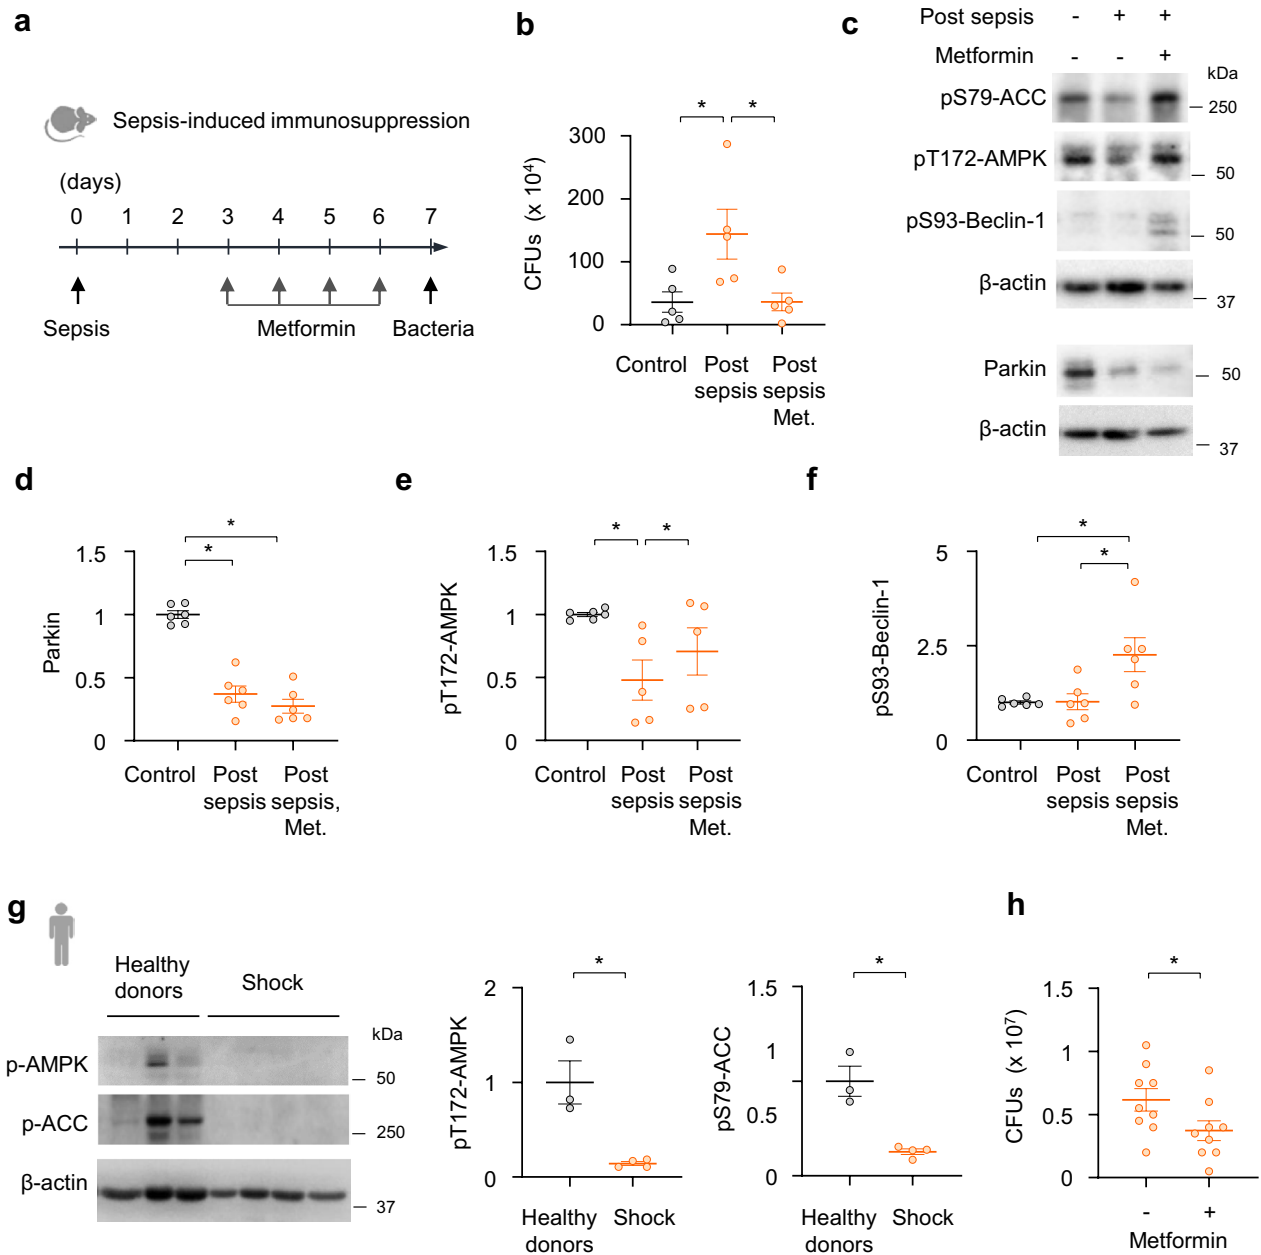 a
Sepsis-induced immunosuppression
(days)
0 1 2 3 4 5 6 7
Sepsis Metformin Bacteria
b
* *
CFUs (x 10⁴)
300
200
100
0
Control Post sepsis Post sepsis Met.
c
Post sepsis - + +
Metformin - - +
kDa
pS79-ACC 250
pT172-AMPK 50
pS93-Beclin-1 50
β-actin 37
Parkin 50
β-actin 37
d
*
*
Parkin
1.5
1
0.5
0
Control Post sepsis Post sepsis, Met.
e
* *
pT172-AMPK
1.5
1
0.5
0
Control Post sepsis Post sepsis Met.
f
*
*
pS93-Beclin-1
5
2.5
0
Control Post sepsis Post sepsis Met.
g
Healthy donors Shock
kDa
p-AMPK 50
p-ACC 250
β-actin 37
*
pT172-AMPK
2
1
0
Healthy donors Shock
*
pS79-ACC
1.5
1
0.5
0
Healthy donors Shock
h
*
CFUs (x 10⁷)
1.5
1
0.5
0
- +
Metformin